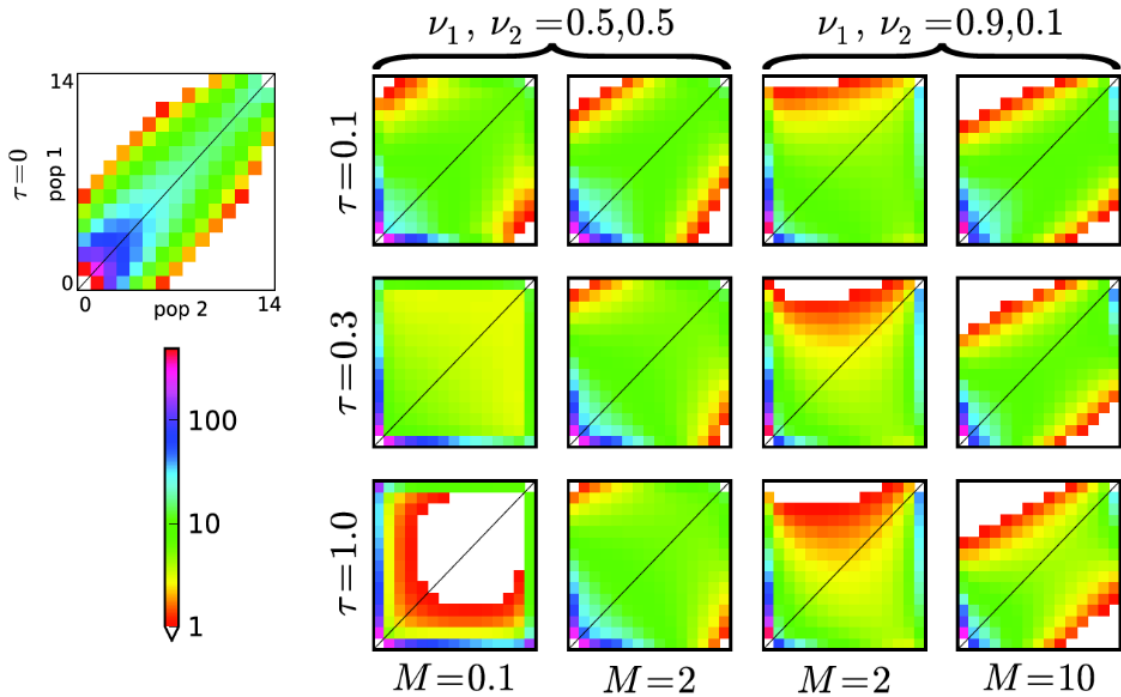 ν₁, ν₂ =0.5,0.5
ν₁, ν₂ =0.9,0.1
τ=0
pop 1
14
0
0
14
pop 2
τ=0.1
τ=0.3
τ=1.0
100
10
1
M=0.1
M=2
M=2
M=10